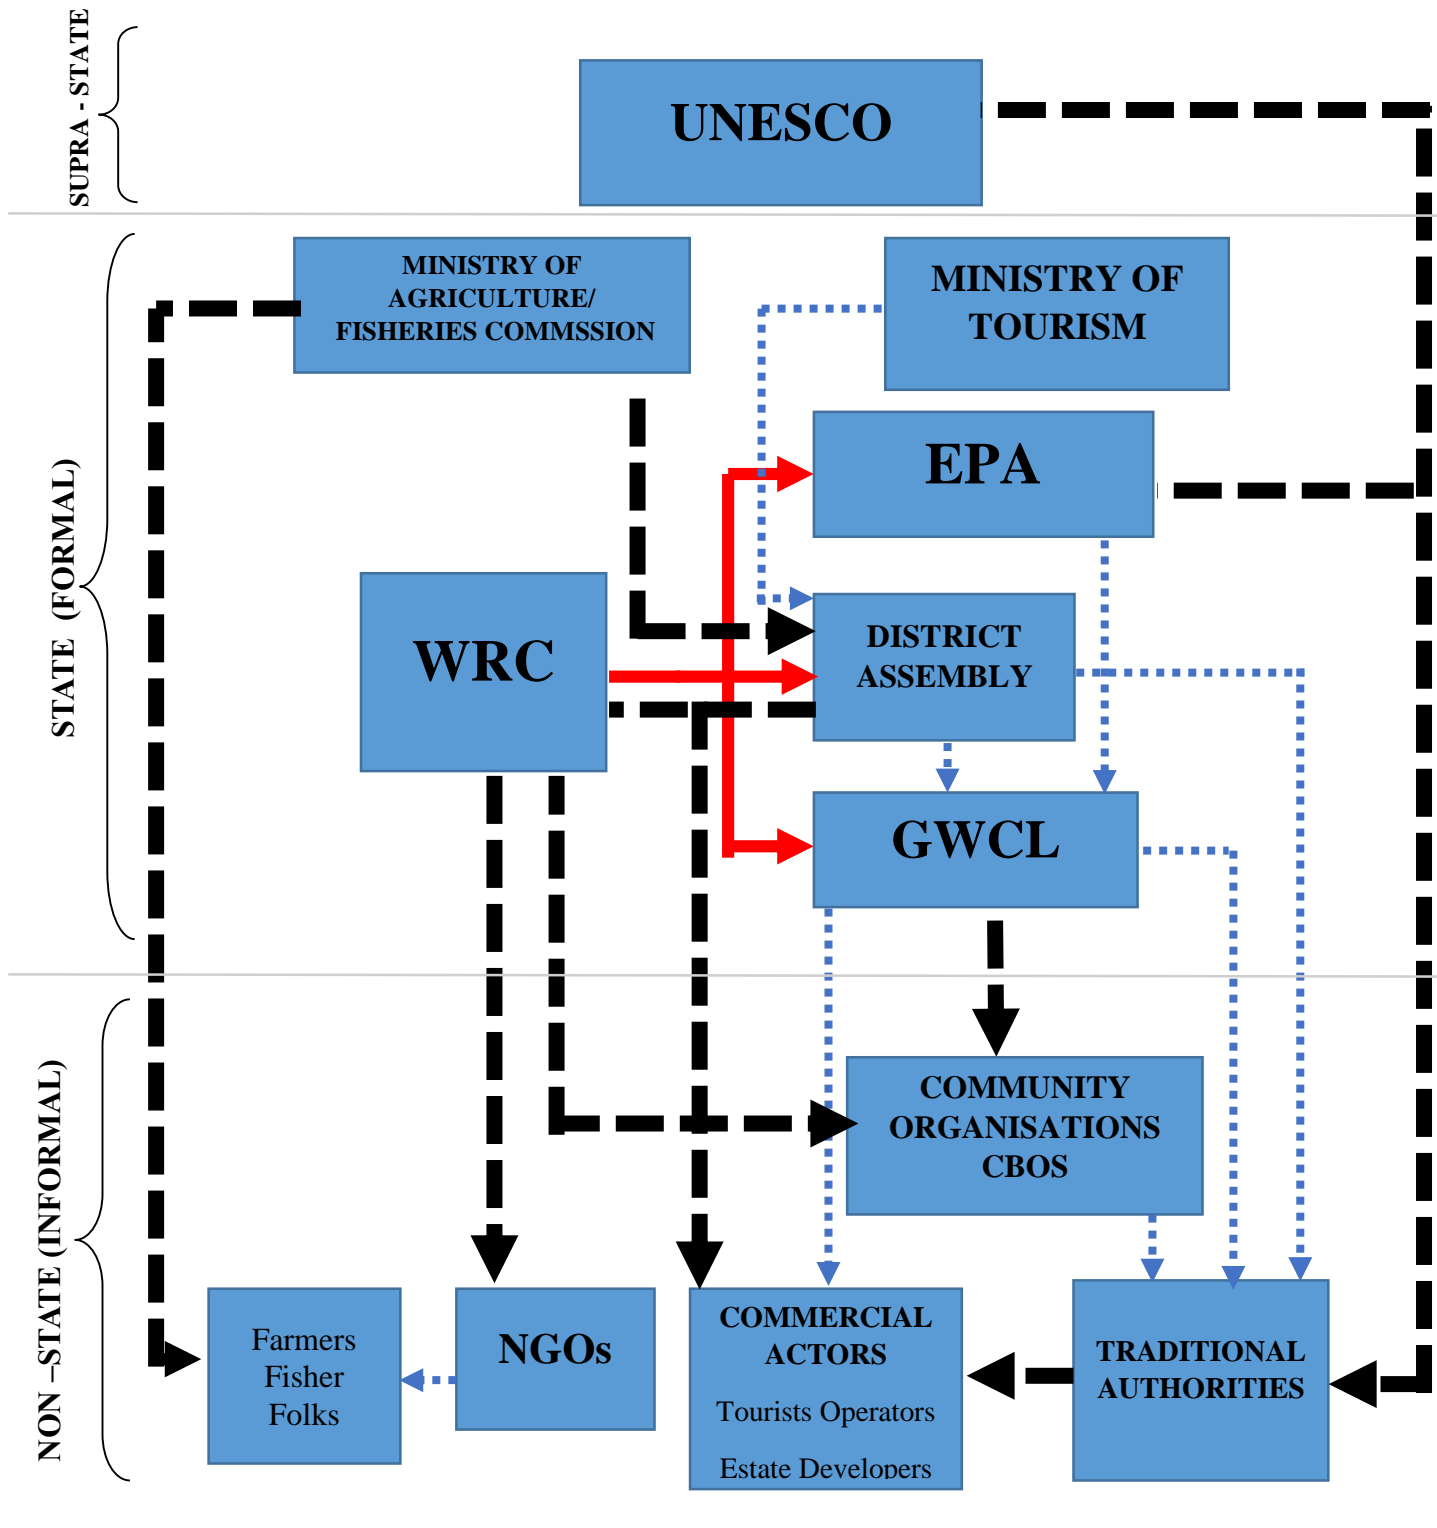 SUPRA - STATE
UNESCO
STATE (FORMAL)
MINISTRY OF
AGRICULTURE/
FISHERIES COMMSSION
MINISTRY OF
TOURISM
EPA
WRC
DISTRICT
ASSEMBLY
GWCL
NON –STATE (INFORMAL)
COMMUNITY
ORGANISATIONS
CBOS
Farmers
Fisher
Folks
NGOs
COMMERCIAL
ACTORS
Tourists Operators
Estate Developers
TRADITIONAL
AUTHORITIES